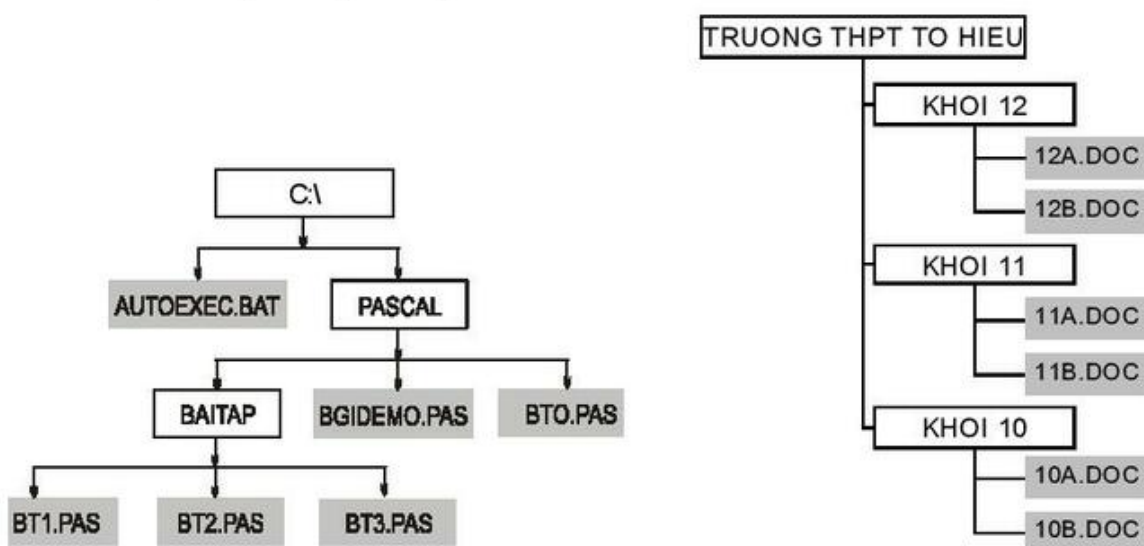 C:\
AUTOEXEC.BAT
PASCAL
BAITAP
BGIDEMO.PAS
BTO.PAS
BT1.PAS
BT2.PAS
BT3.PAS
TRUONG THPT TO HIEU
KHOI 12
12A.DOC
12B.DOC
KHOI 11
11A.DOC
11B.DOC
KHOI 10
10A.DOC
10B.DOC